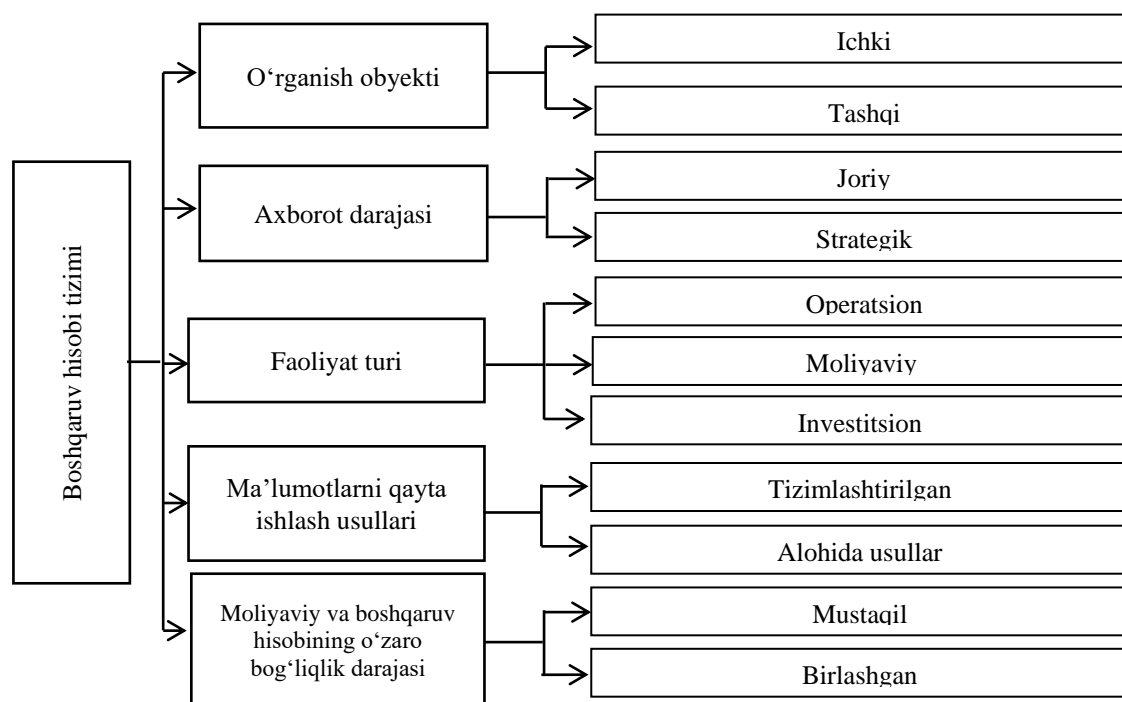 Boshqaruv hisobi tizimi
O‘rganish obyekti
Ichki
Tashqi
Axborot darajasi
Joriy
Strategik
Faoliyat turi
Operatsion
Moliyaviy
Investitsion
Ma’lumotlarni qayta
ishlash usullari
Tizimlashtirilgan
Alohida usullar
Moliyaviy va boshqaruv
hisobining o‘zaro
bog‘liqlik darajasi
Mustaqil
Birlashgan